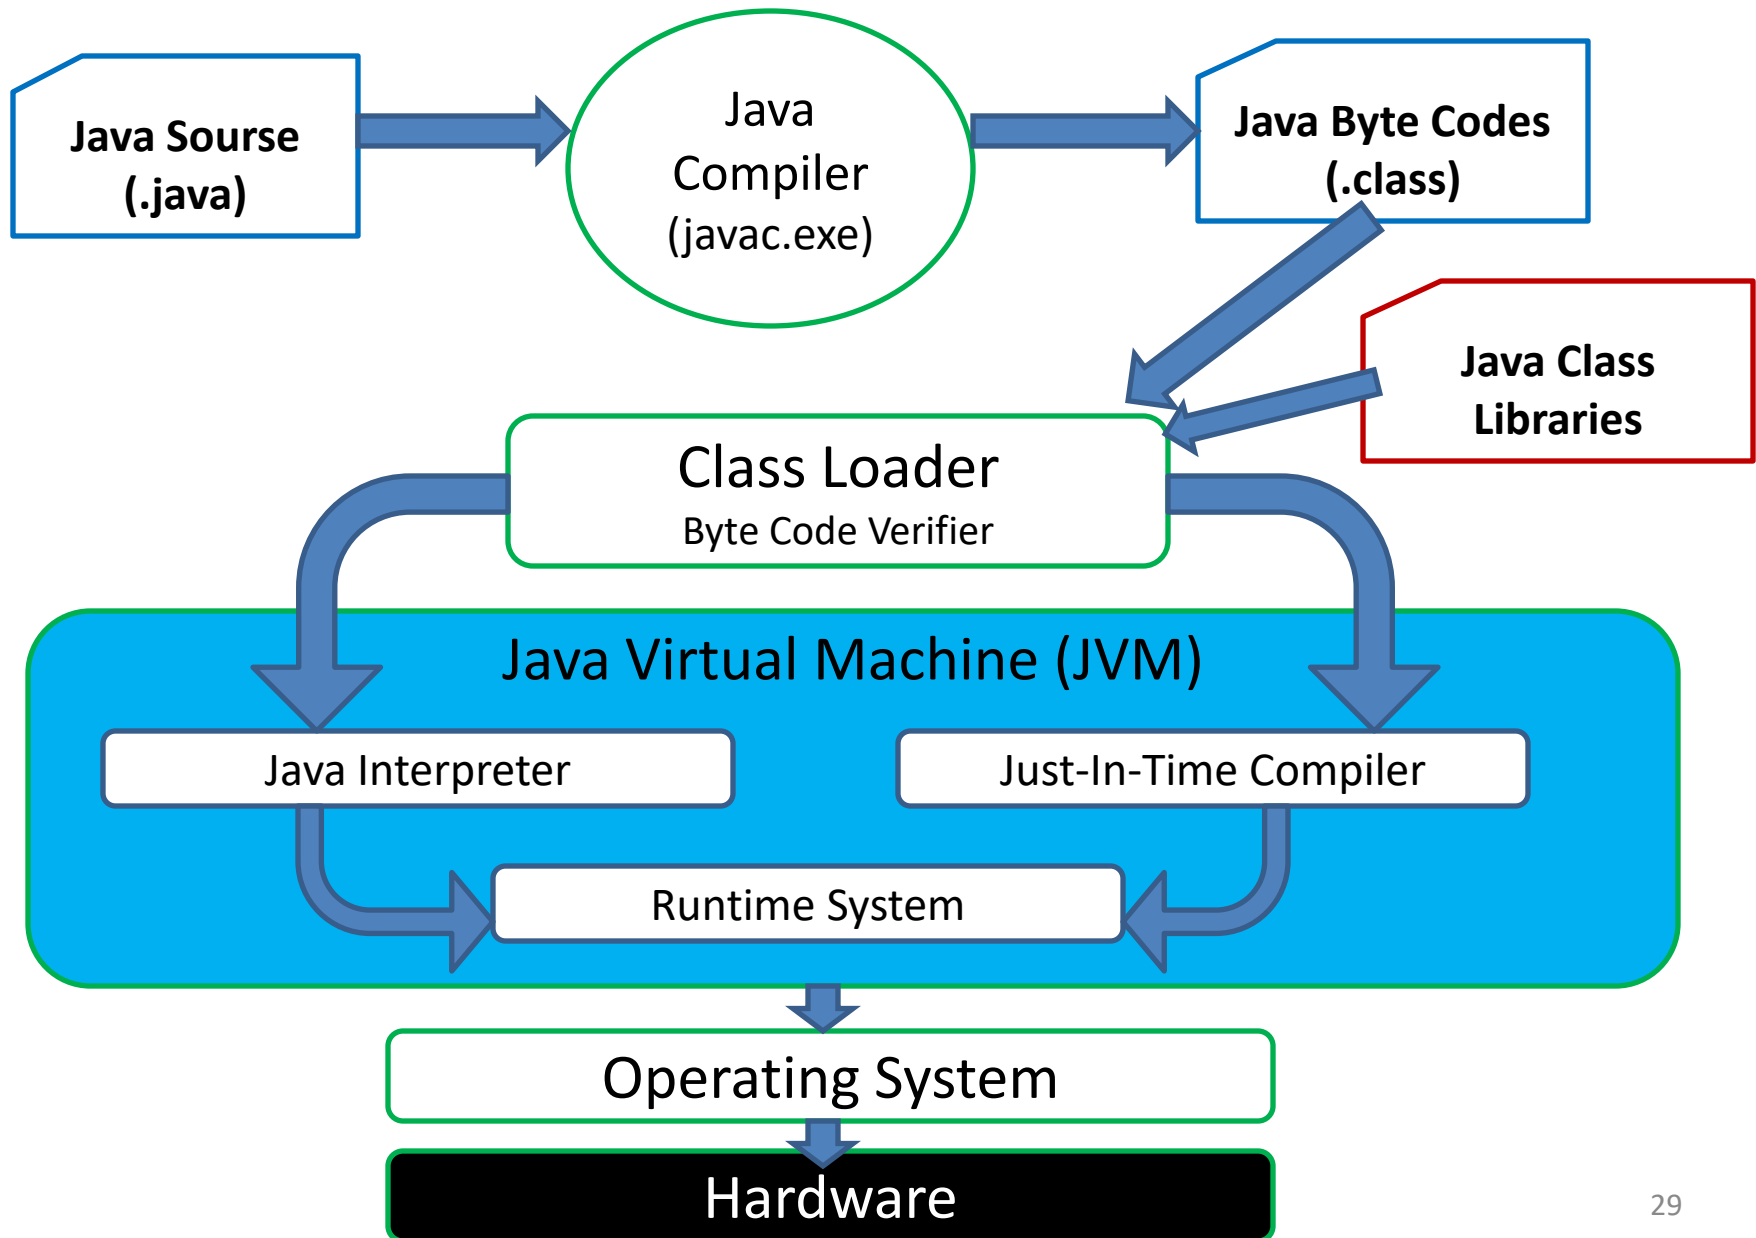 Java Sourse
(.java)
Java
Compiler
(javac.exe)
Java Byte Codes
(.class)
Java Class
Libraries
Class Loader
Byte Code Verifier
Java Virtual Machine (JVM)
Java Interpreter
Just-In-Time Compiler
Runtime System
Operating System
Hardware
29